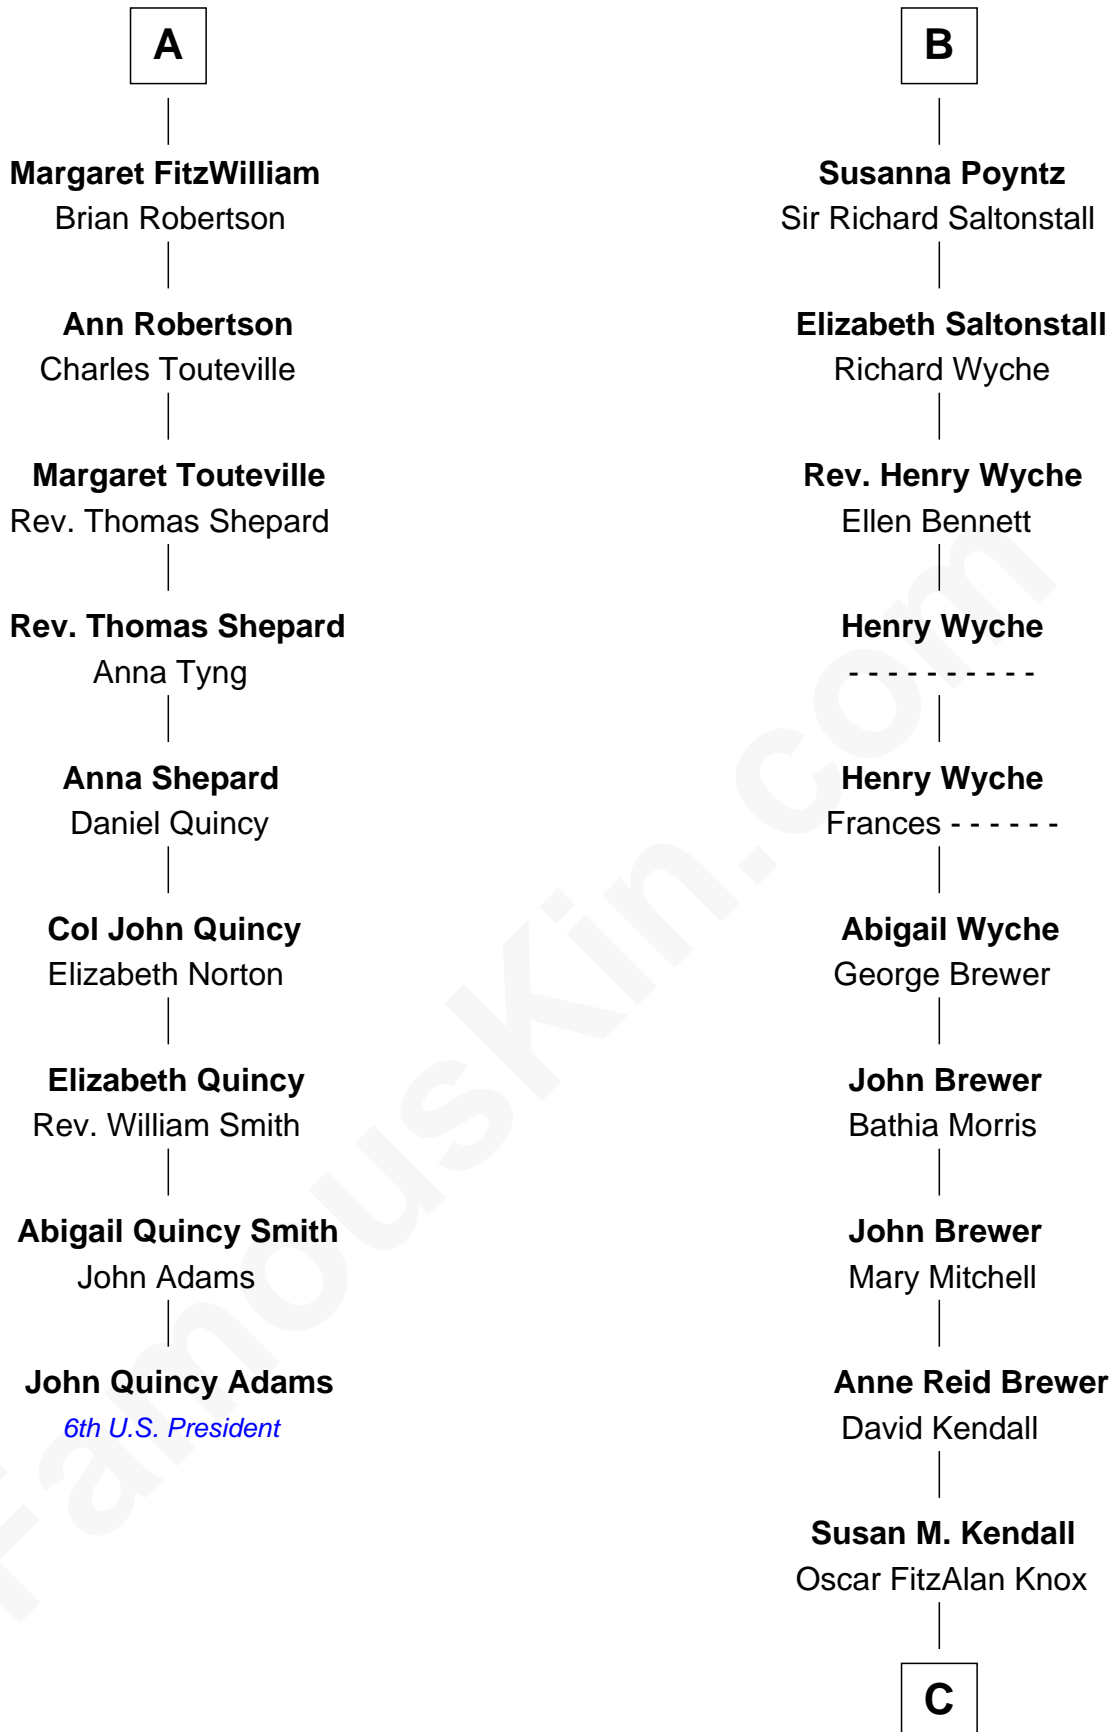 A
Margaret FitzWilliam
Brian Robertson
Ann Robertson
Charles Touteville
Margaret Touteville
Rev. Thomas Shepard
Rev. Thomas Shepard
Anna Tyng
Anna Shepard
Daniel Quincy
Col John Quincy
Elizabeth Norton
Elizabeth Quincy
Rev. William Smith
Abigail Quincy Smith
John Adams
John Quincy Adams
6th U.S. President
B
Susanna Poyntz
Sir Richard Saltonstall
Elizabeth Saltonstall
Richard Wyche
Rev. Henry Wyche
Ellen Bennett
Henry Wyche
- - - - - - - - - -
Henry Wyche
Frances - - - - - -
Abigail Wyche
George Brewer
John Brewer
Bathia Morris
John Brewer
Mary Mitchell
Anne Reid Brewer
David Kendall
Susan M. Kendall
Oscar FitzAlan Knox
C
FamousKin.com